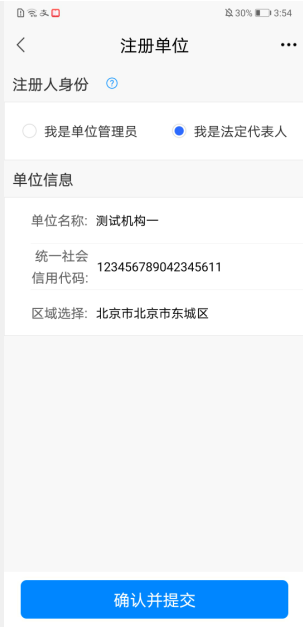 30% 3:54
注册单位
注册人身份
我是单位管理员 我是法定代表人
单位信息
单位名称: 测试机构一
统一社会
信用代码: 123456789042345611
区域选择: 北京市北京市东城区
确认并提交